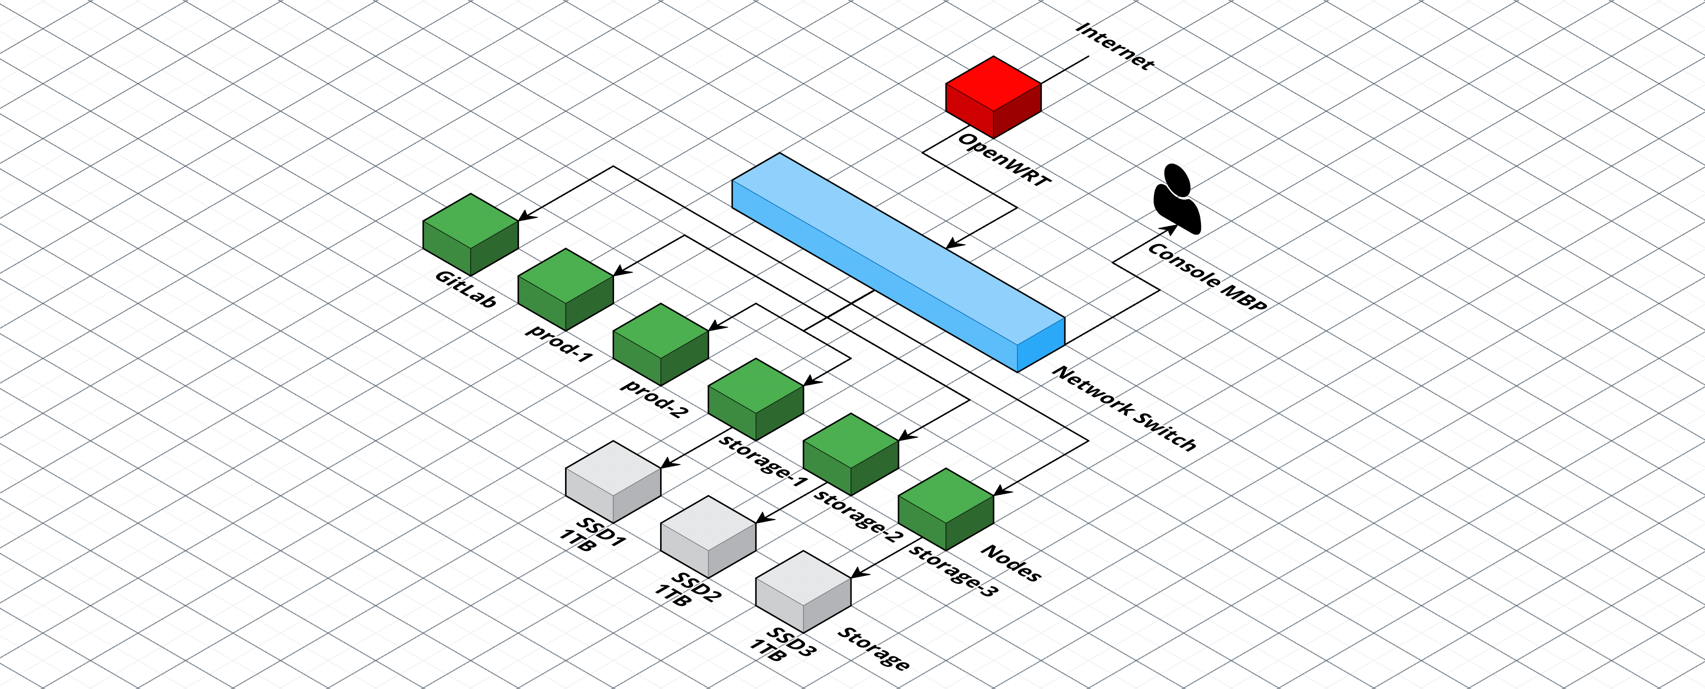 Internet
OpenWRT
Console MBP
Network Switch
GitLab
prod-1
prod-2
storage-1
storage-2
storage-3
Nodes
SSD1
1TB
SSD2
1TB
SSD3
1TB
Storage